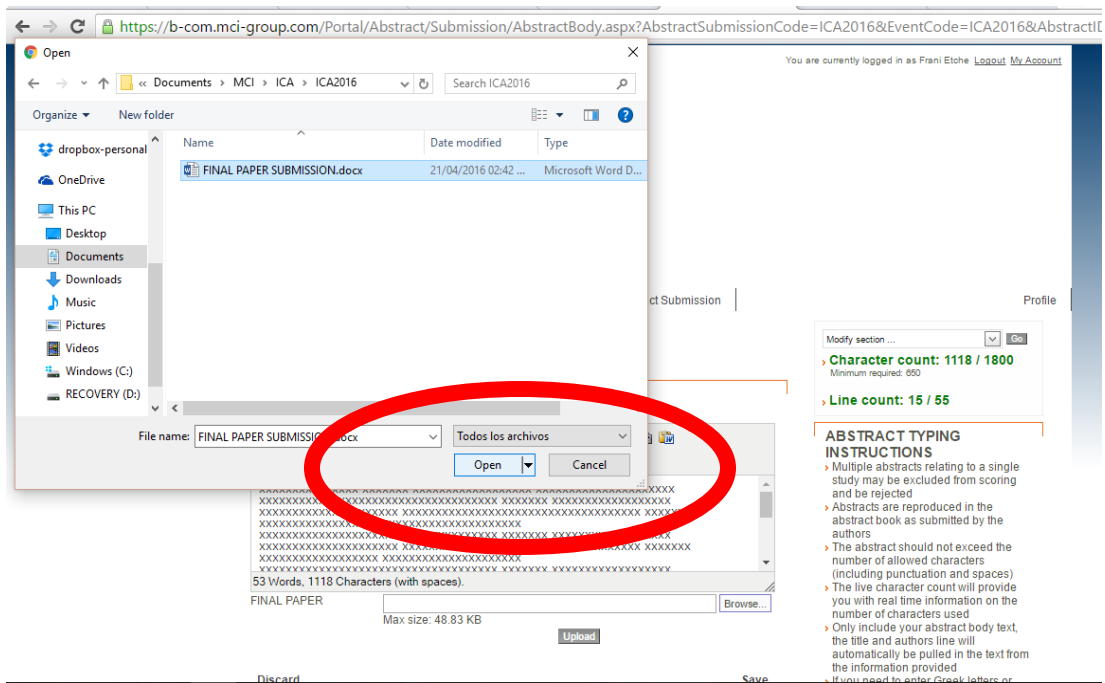 https://b-com.mci-group.com/Portal/Abstract/Submission/AbstractBody.aspx?AbstractSubmissionCode=ICA2016&EventCode=ICA2016&AbstractID
Open
You are currently logged in as Frani Etche Logout My Account
« Documents > MCI > ICA > ICA2016
Search ICA2016
Organize
New folder
Name
Date modified
Type
dropbox-personal
FINAL PAPER SUBMISSION.docx
21/04/2016 02:42 ...
Microsoft Word D...
OneDrive
This PC
Desktop
Documents
Downloads
Music
Pictures
Videos
Windows (C:)
RECOVERY (D:)
File name:
Todos los archivos
Open
Cancel
ct Submission
Profile
Modify section ...
Go
Character count: 1118 / 1800
Minimum required: 650
Line count: 15 / 55
ABSTRACT TYPING
INSTRUCTIONS
Multiple abstracts relating to a single
study may be excluded from scoring
and be rejected
Abstracts are reproduced in the
abstract book as submitted by the
authors
The abstract should not exceed the
number of allowed characters
(including punctuation and spaces)
The live character count will provide
you with real time information on the
number of characters used
Only include your abstract body text,
the title and authors line will
automatically be pulled in the text from
the information provided
If you need to enter Greek letters or
53 Words, 1118 Characters (with spaces).
FINAL PAPER
Browse...
Max size: 48.83 KB
Upload
Discard
Save